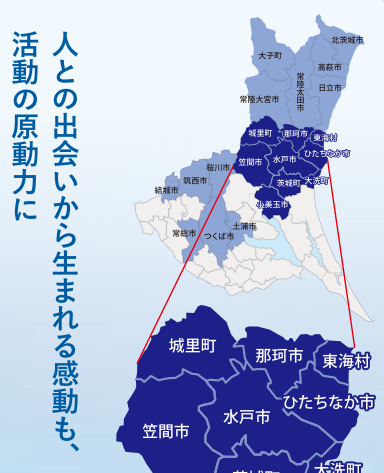 人との出会いから生まれる感動も、
活動の原動力に
北茨城市
大子町
高萩市
常陸太田市
日立市
常陸大宮市
城里町
那珂市
東海村
ひたちなか市
笠間市
水戸市
桜川市
筑西市
茨城町
大洗町
結城市
小美玉市
土浦市
常総市
つくば市
城里町
那珂市
東海村
ひたちなか市
水戸市
笠間市
茨城町
大洗町